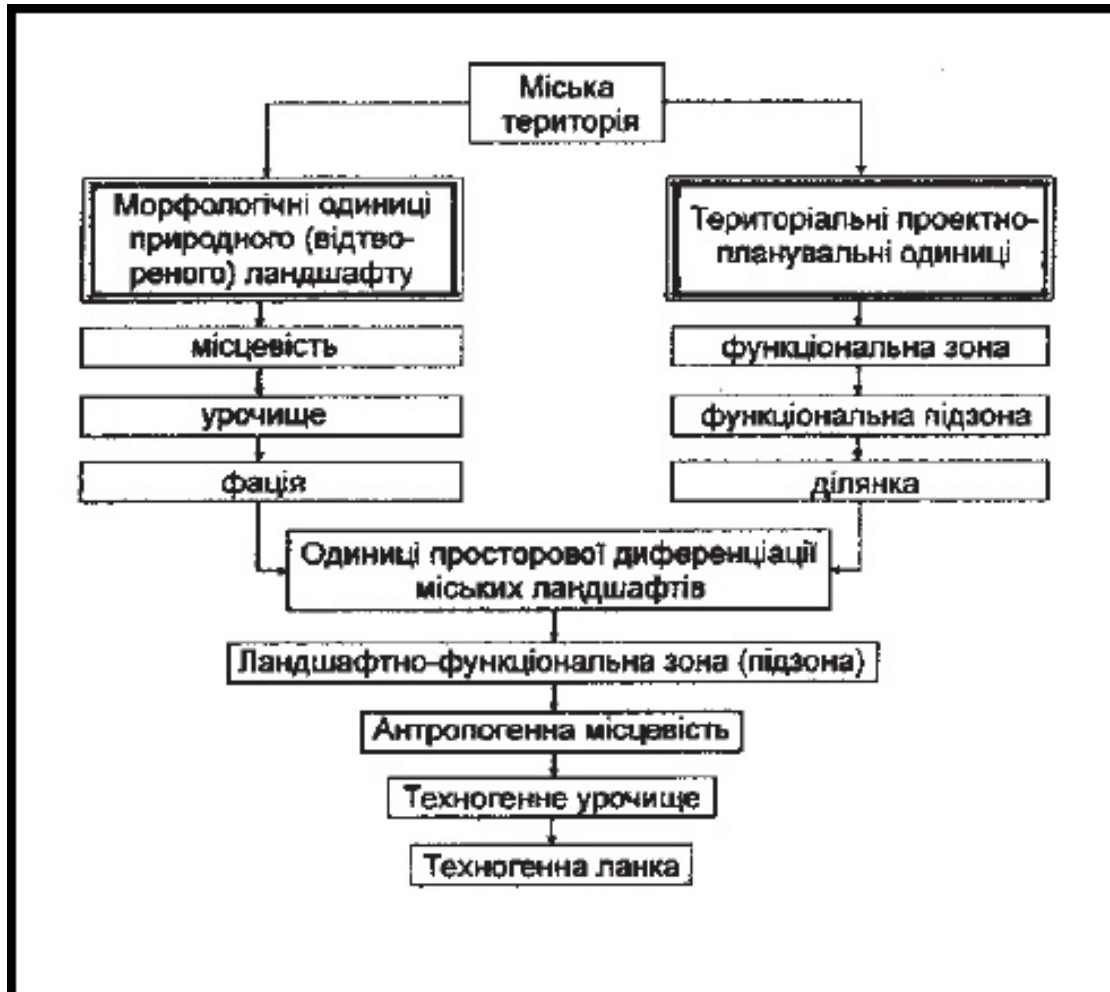 Міська
територія
Морфологічні одиниці
природного (відтво-
реного) ландшафту
Територіальні проектно-
планувальні одиниці
місцевість
функціональна зона
урочище
функціональна підзона
фація
ділянка
Одиниці просторової диференціації
міських ландшафтів
Ландшафтно-функціональна зона (підзона)
Антропогенна місцевість
Техногенне урочище
Техногенна ланка